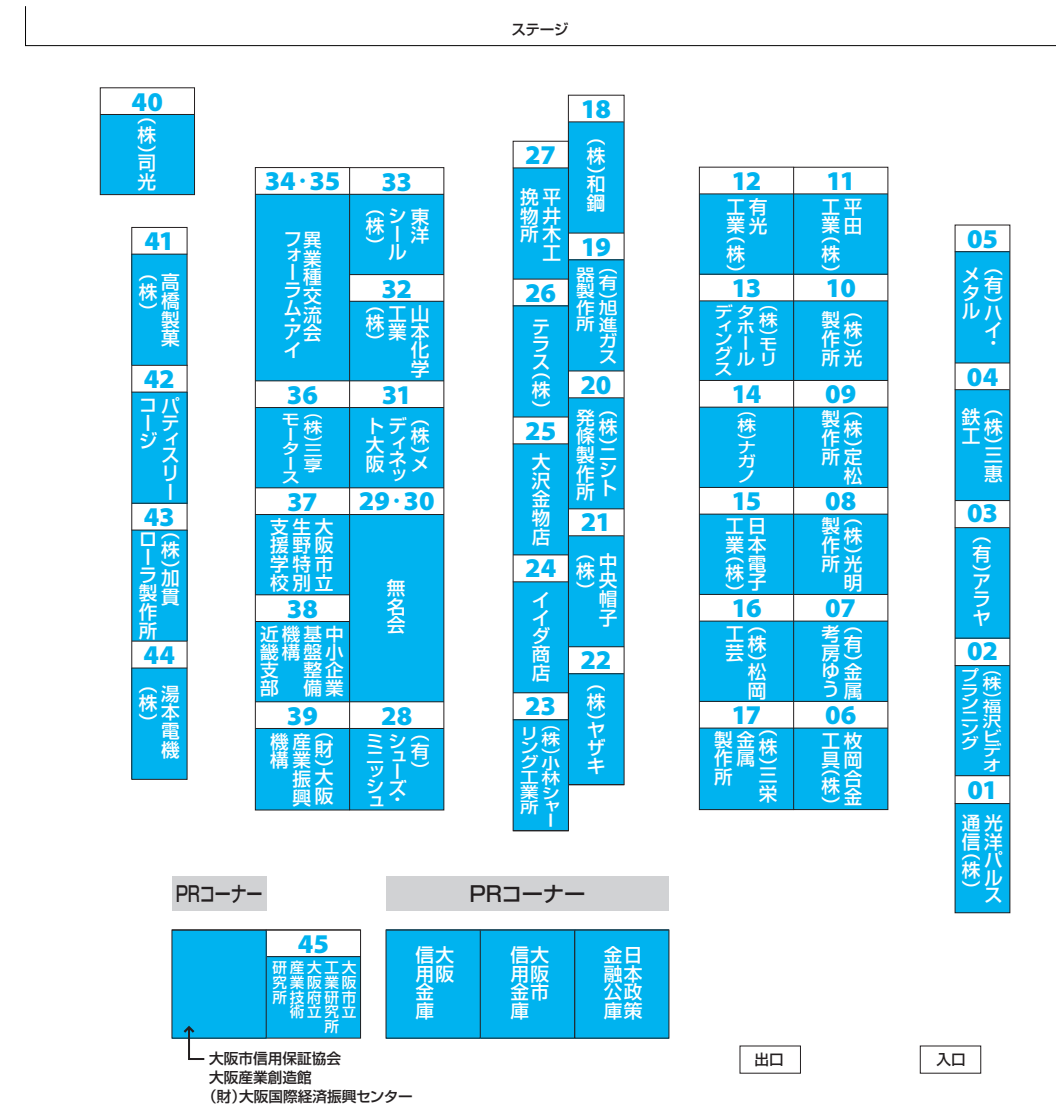 ステージ
40
(株)司光
41
高橋製菓
(株)
42
パティスリー
コージ
43
(株)加貫
ローラ製作所
44
湯本電機
(株)
34・35
異業種交流会
フォーラム・アイ
33
東洋
シール
(株)
32
山本化学
工業
(株)
36
(株)三享
モータース
31
(株)メ
ディネッ
ト大阪
37
大阪市立
生野特別
支援学校
29・30
無名会
38
中小企業
基盤整備
機構
近畿支部
39
(財)大阪
産業振興
機構
28
(有)
シューズ・
ミニッシュ
27
平井木工
挽物所
26
テラス(株)
25
大沢金物店
24
イイダ商店
23
(株)小林シャー
リング工業所
18
(株)和鋼
19
(有)旭進ガス
器製作所
20
(株)ニシト
発條製作所
21
中央帽子
(株)
22
(株)ヤザキ
12
有光
工業(株)
11
平田
工業(株)
13
(株)モリ
タホール
ディングス
10
(株)光
製作所
14
(株)ナガノ
09
(株)定松
製作所
15
日本電子
工業(株)
08
(株)光明
製作所
16
(株)松岡
工芸
07
(有)金属
考房ゆう
17
(株)三栄
金属
製作所
06
枚岡合金
工具(株)
05
(有)ハイ・
メタル
04
(株)三惠
鉄工
03
(有)アラヤ
02
(株)福沢ビデオ
プランニング
01
光洋パルス
通信(株)
PRコーナー
PRコーナー
45
大阪市立
工業研究所
大阪府立
産業技術
研究所
大阪
信用金庫
大阪市
信用金庫
日本政策
金融公庫
大阪市信用保証協会
大阪産業創造館
(財)大阪国際経済振興センター
出口
入口